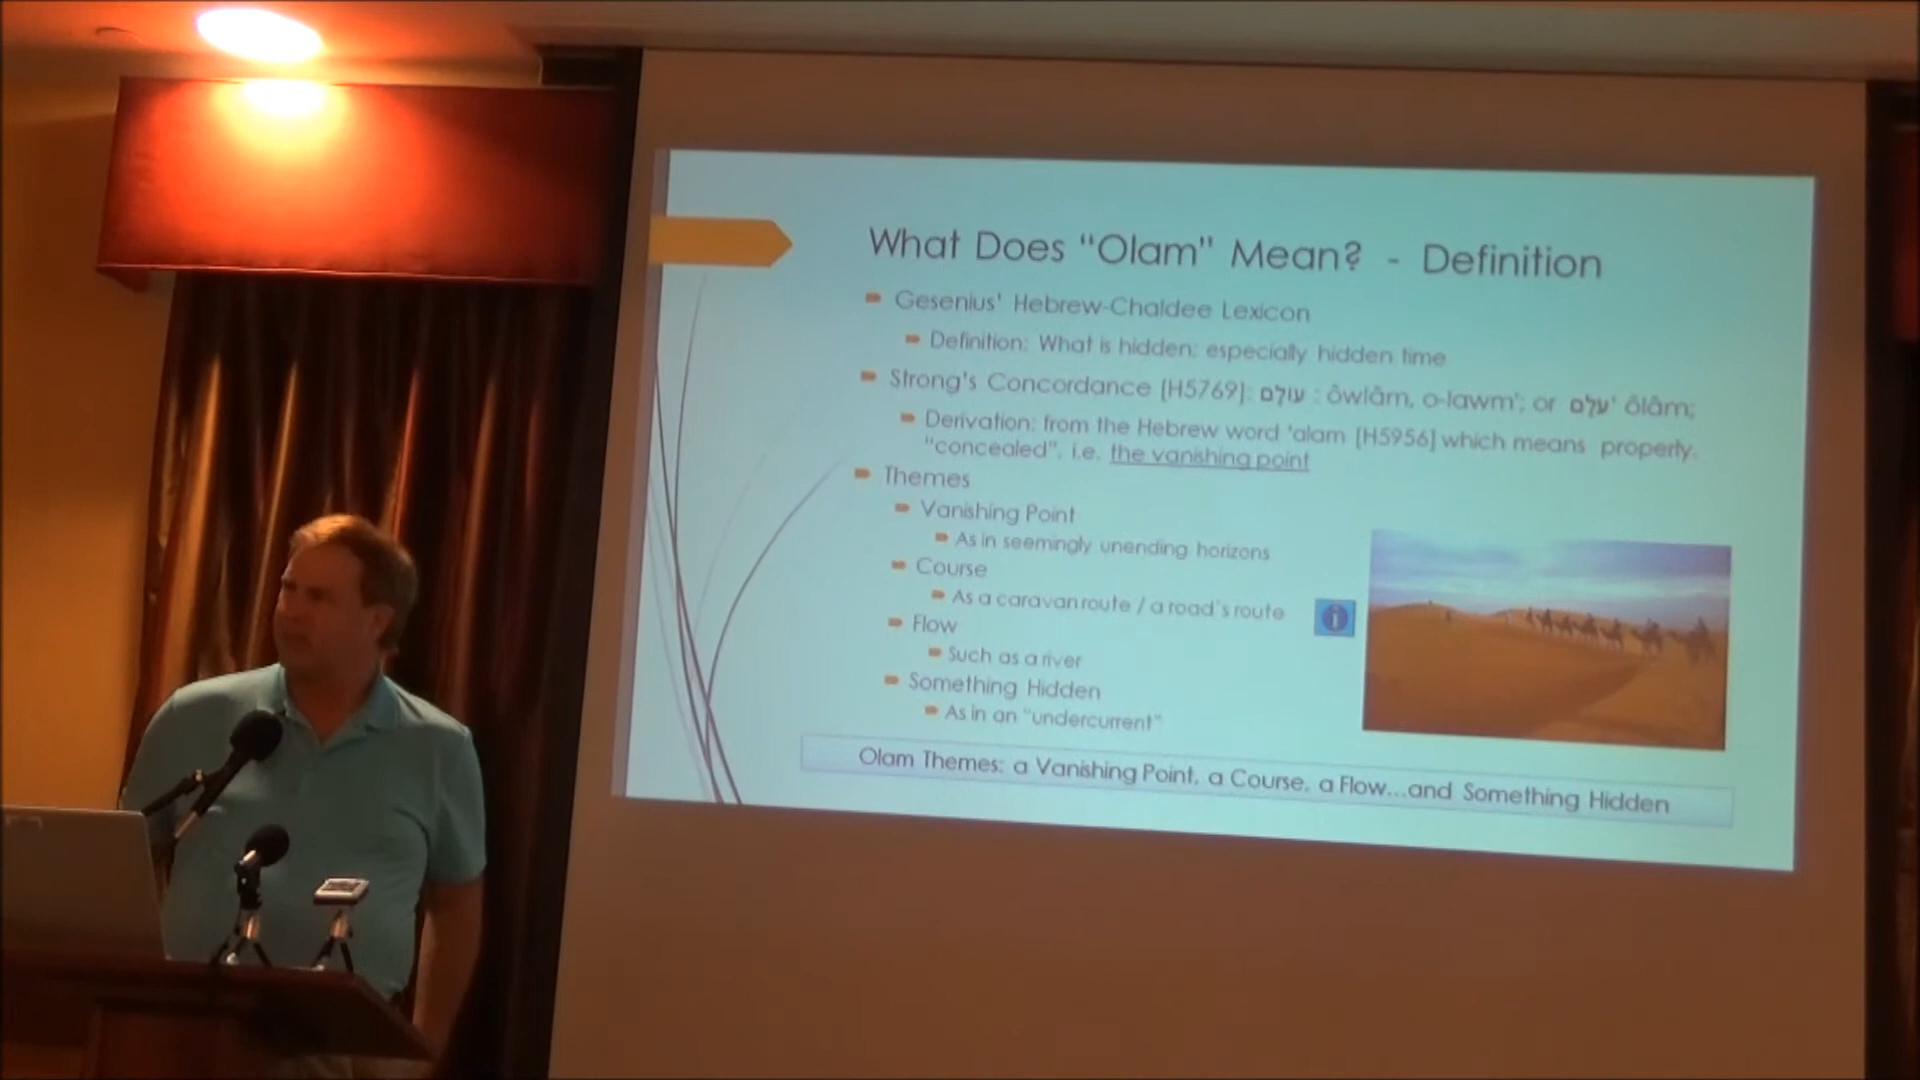 What Does "Olam" Mean? - Definition
Gesenius' Hebrew-Chaldee Lexicon
Definition: What is hidden; especially hidden time
Strong's Concordance [H5769]: עולם : ôwlâm, o-lawm'; or עלם' ôlâm;
Derivation: from the Hebrew word 'alam [H5956] which means properly,
"concealed", i.e. the vanishing point
Themes
Vanishing Point
As in seemingly unending horizons
Course
As a caravan route / a road's route
Flow
Such as a river
Something Hidden
As in an "undercurrent"
Olam Themes: a Vanishing Point, a Course, a Flow...and Something Hidden